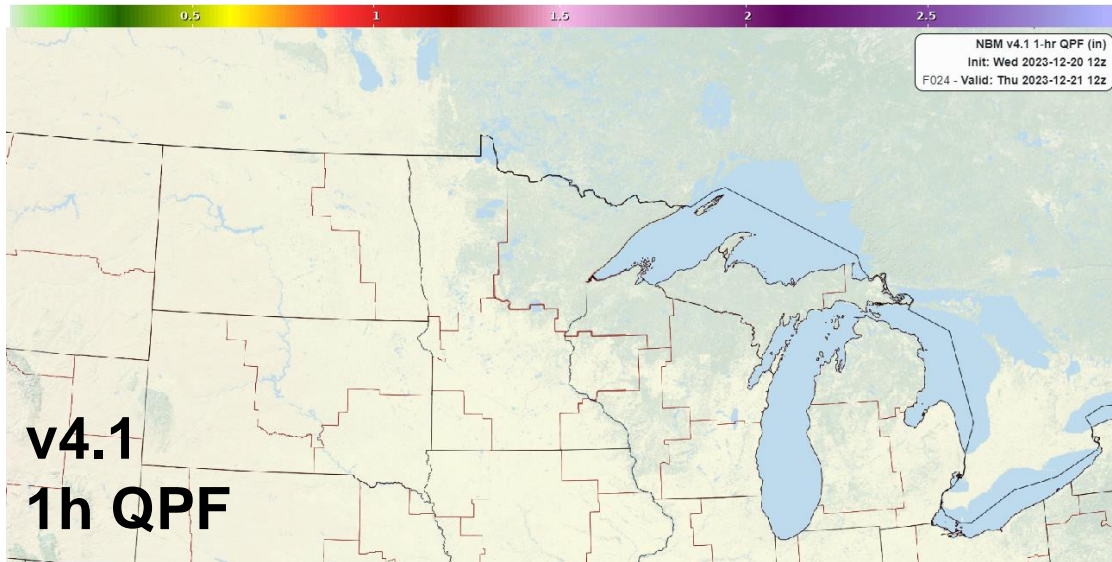 0.5 1 1.5 2 2.5
NBM v4.1 1-hr QPF (in)
Init: Wed 2023-12-20 12z
F024 - Valid: Thu 2023-12-21 12z
v4.1
1h QPF